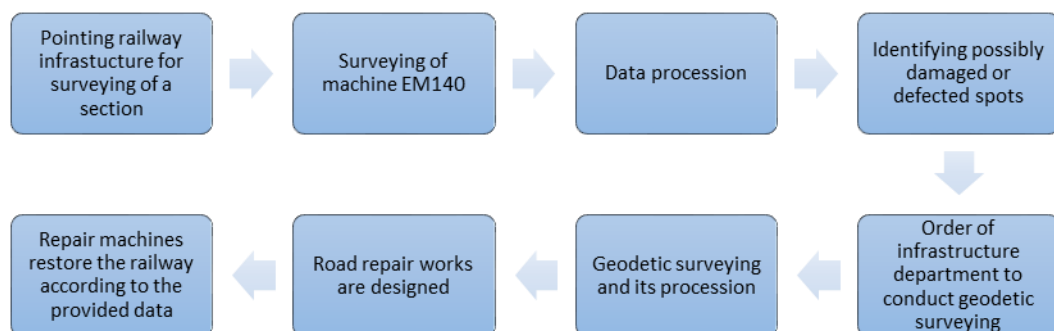 Pointing railway
infrastucture for
surveying of a
section
Surveying of
machine EM140
Data procession
Identifying possibly
damaged or
defected spots
Order of
infrastructure
department to
conduct geodetic
surveying
Geodetic surveying
and its procession
Road repair works
are designed
Repair machines
restore the railway
according to the
provided data